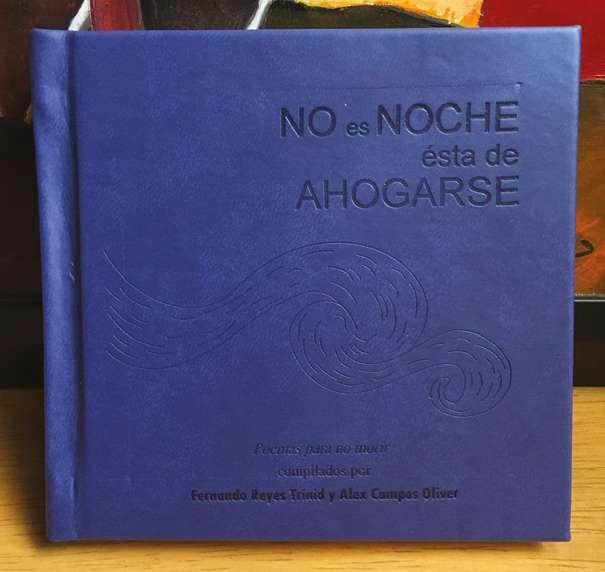 NO es NOCHE
ésta de
AHOGARSE
Poemas para no morir
compilados por
Fernando Reyes Trinid y Alex Campos Oliver